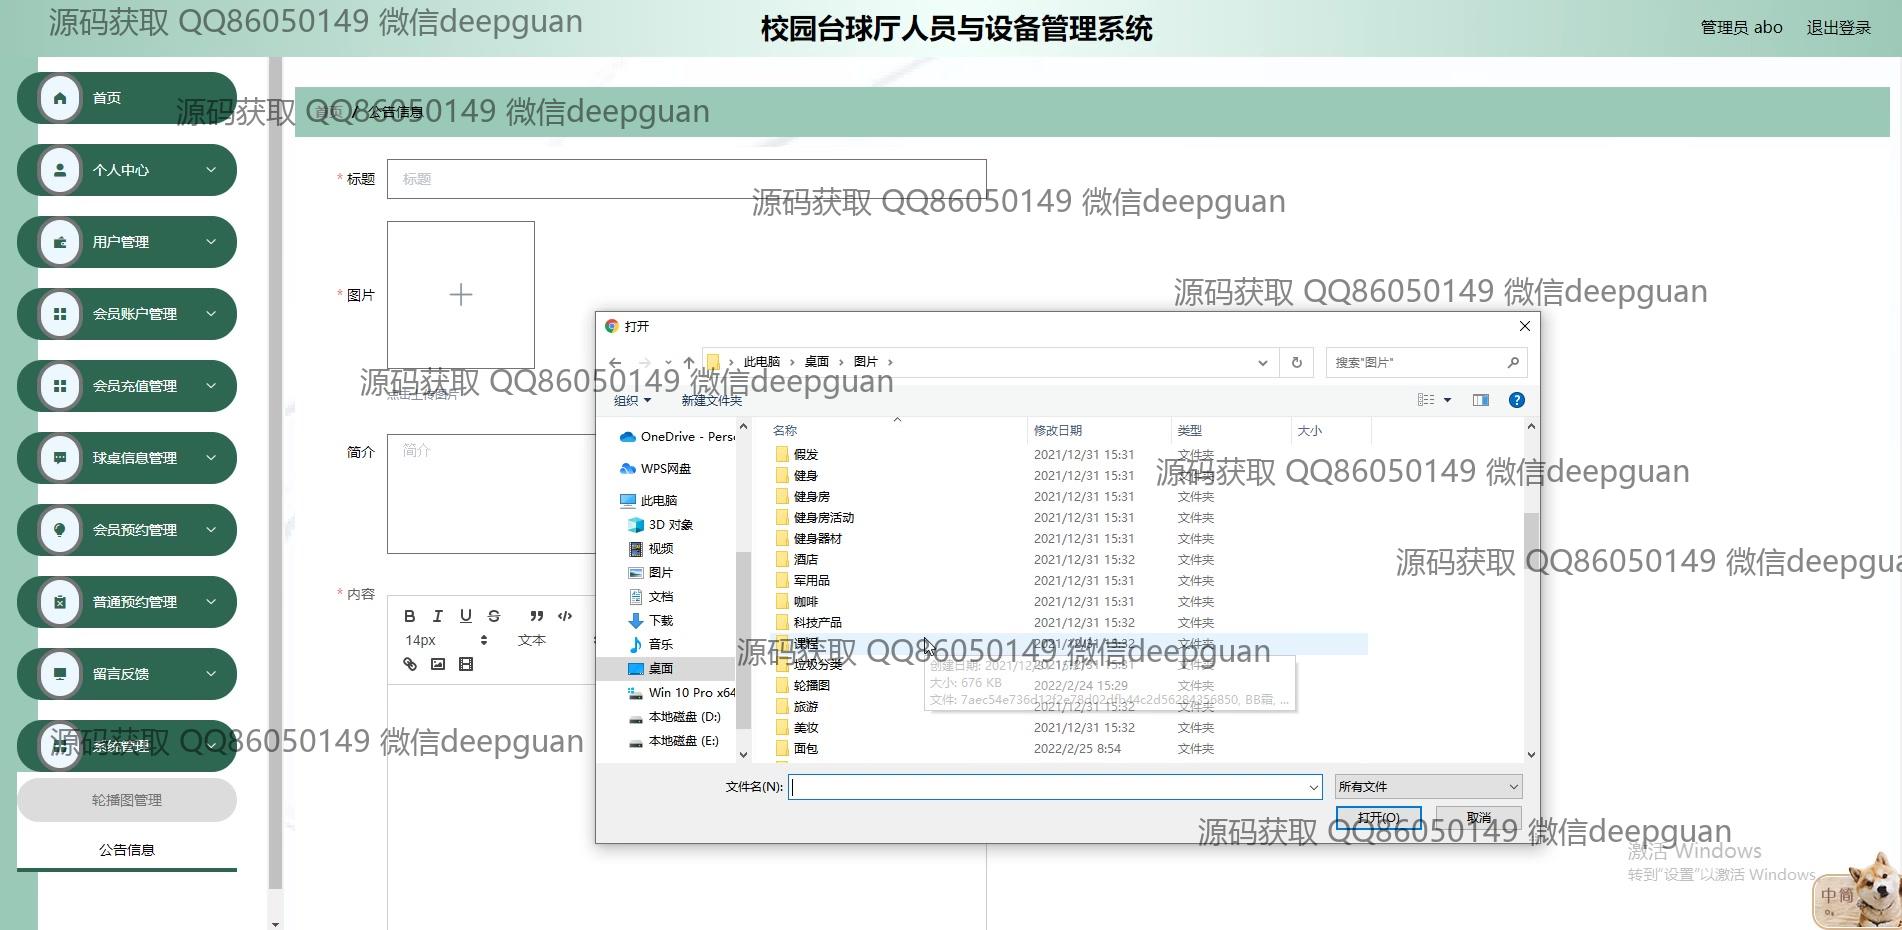 源码获取 QQ86050149 微信deepguan
校园台球厅人员与设备管理系统
管理员 abo
退出登录
首页
个人中心
用户管理
会员账户管理
会员充值管理
球桌信息管理
会员预约管理
普通预约管理
留言反馈
系统管理
轮播图管理
公告信息
源码获取 QQ86050149 微信deepguan
首页 / 公告信息
* 标题
标题
源码获取 QQ86050149 微信deepguan
* 图片
点击上传图片
源码获取 QQ86050149 微信deepguan
源码获取 QQ86050149 微信deepguan
简介
简介
* 内容
14px
文本
打开
此电脑 › 桌面 › 图片 ›
搜索"图片"
组织
新建文件夹
OneDrive - Pers
WPS网盘
此电脑
3D 对象
视频
图片
文档
下载
音乐
桌面
Win 10 Pro x64
本地磁盘 (D:)
本地磁盘 (E:)
名称 修改日期 类型 大小
假发 2021/12/31 15:31 文件夹
健身 2021/12/31 15:31 文件夹
健身房 2021/12/31 15:31 文件夹
健身房活动 2021/12/31 15:31 文件夹
健身器材 2021/12/31 15:31 文件夹
酒店 2021/12/31 15:32 文件夹
军用品 2021/12/31 15:31 文件夹
咖啡 2021/12/31 15:31 文件夹
科技产品 2021/12/31 15:32 文件夹
课程 2021/12/31 15:32 文件夹
垃圾分类 2021/12/31 15:31 文件夹
轮播图 2022/2/24 15:29 文件夹
旅游 2021/12/31 15:32 文件夹
美妆 2021/12/31 15:32 文件夹
面包 2022/2/25 8:54 文件夹
大小: 676 KB
源码获取 QQ86050149 微信deepguan
源码获取 QQ86050149 微信deepgua
源码获取 QQ86050149 微信deepguan
源码获取 QQ86050149 微信deepguan
文件名(N):
所有文件
打开(O)
取消
源码获取 QQ86050149 微信deepguan
激活 Windows
转到"设置"以激活 Windows
中简